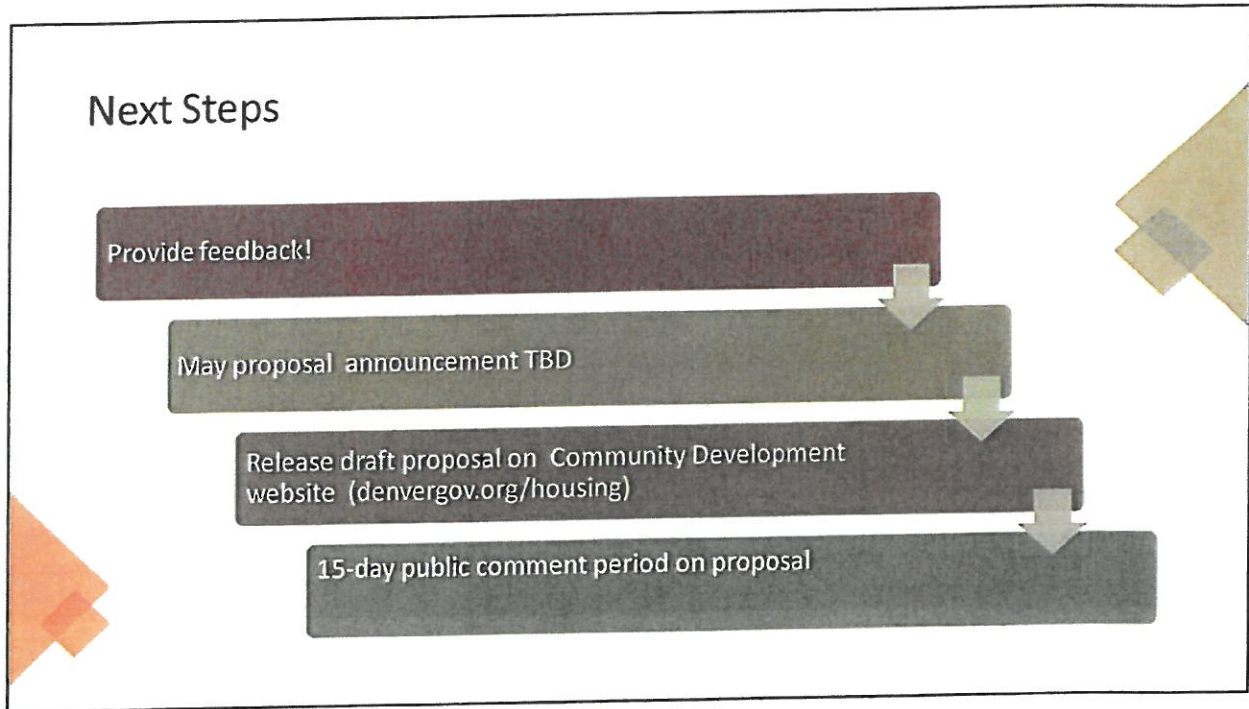 Next Steps
Provide feedback!
May proposal announcement TBD
Release draft proposal on Community Development
website (denvergov.org/housing)
15-day public comment period on proposal